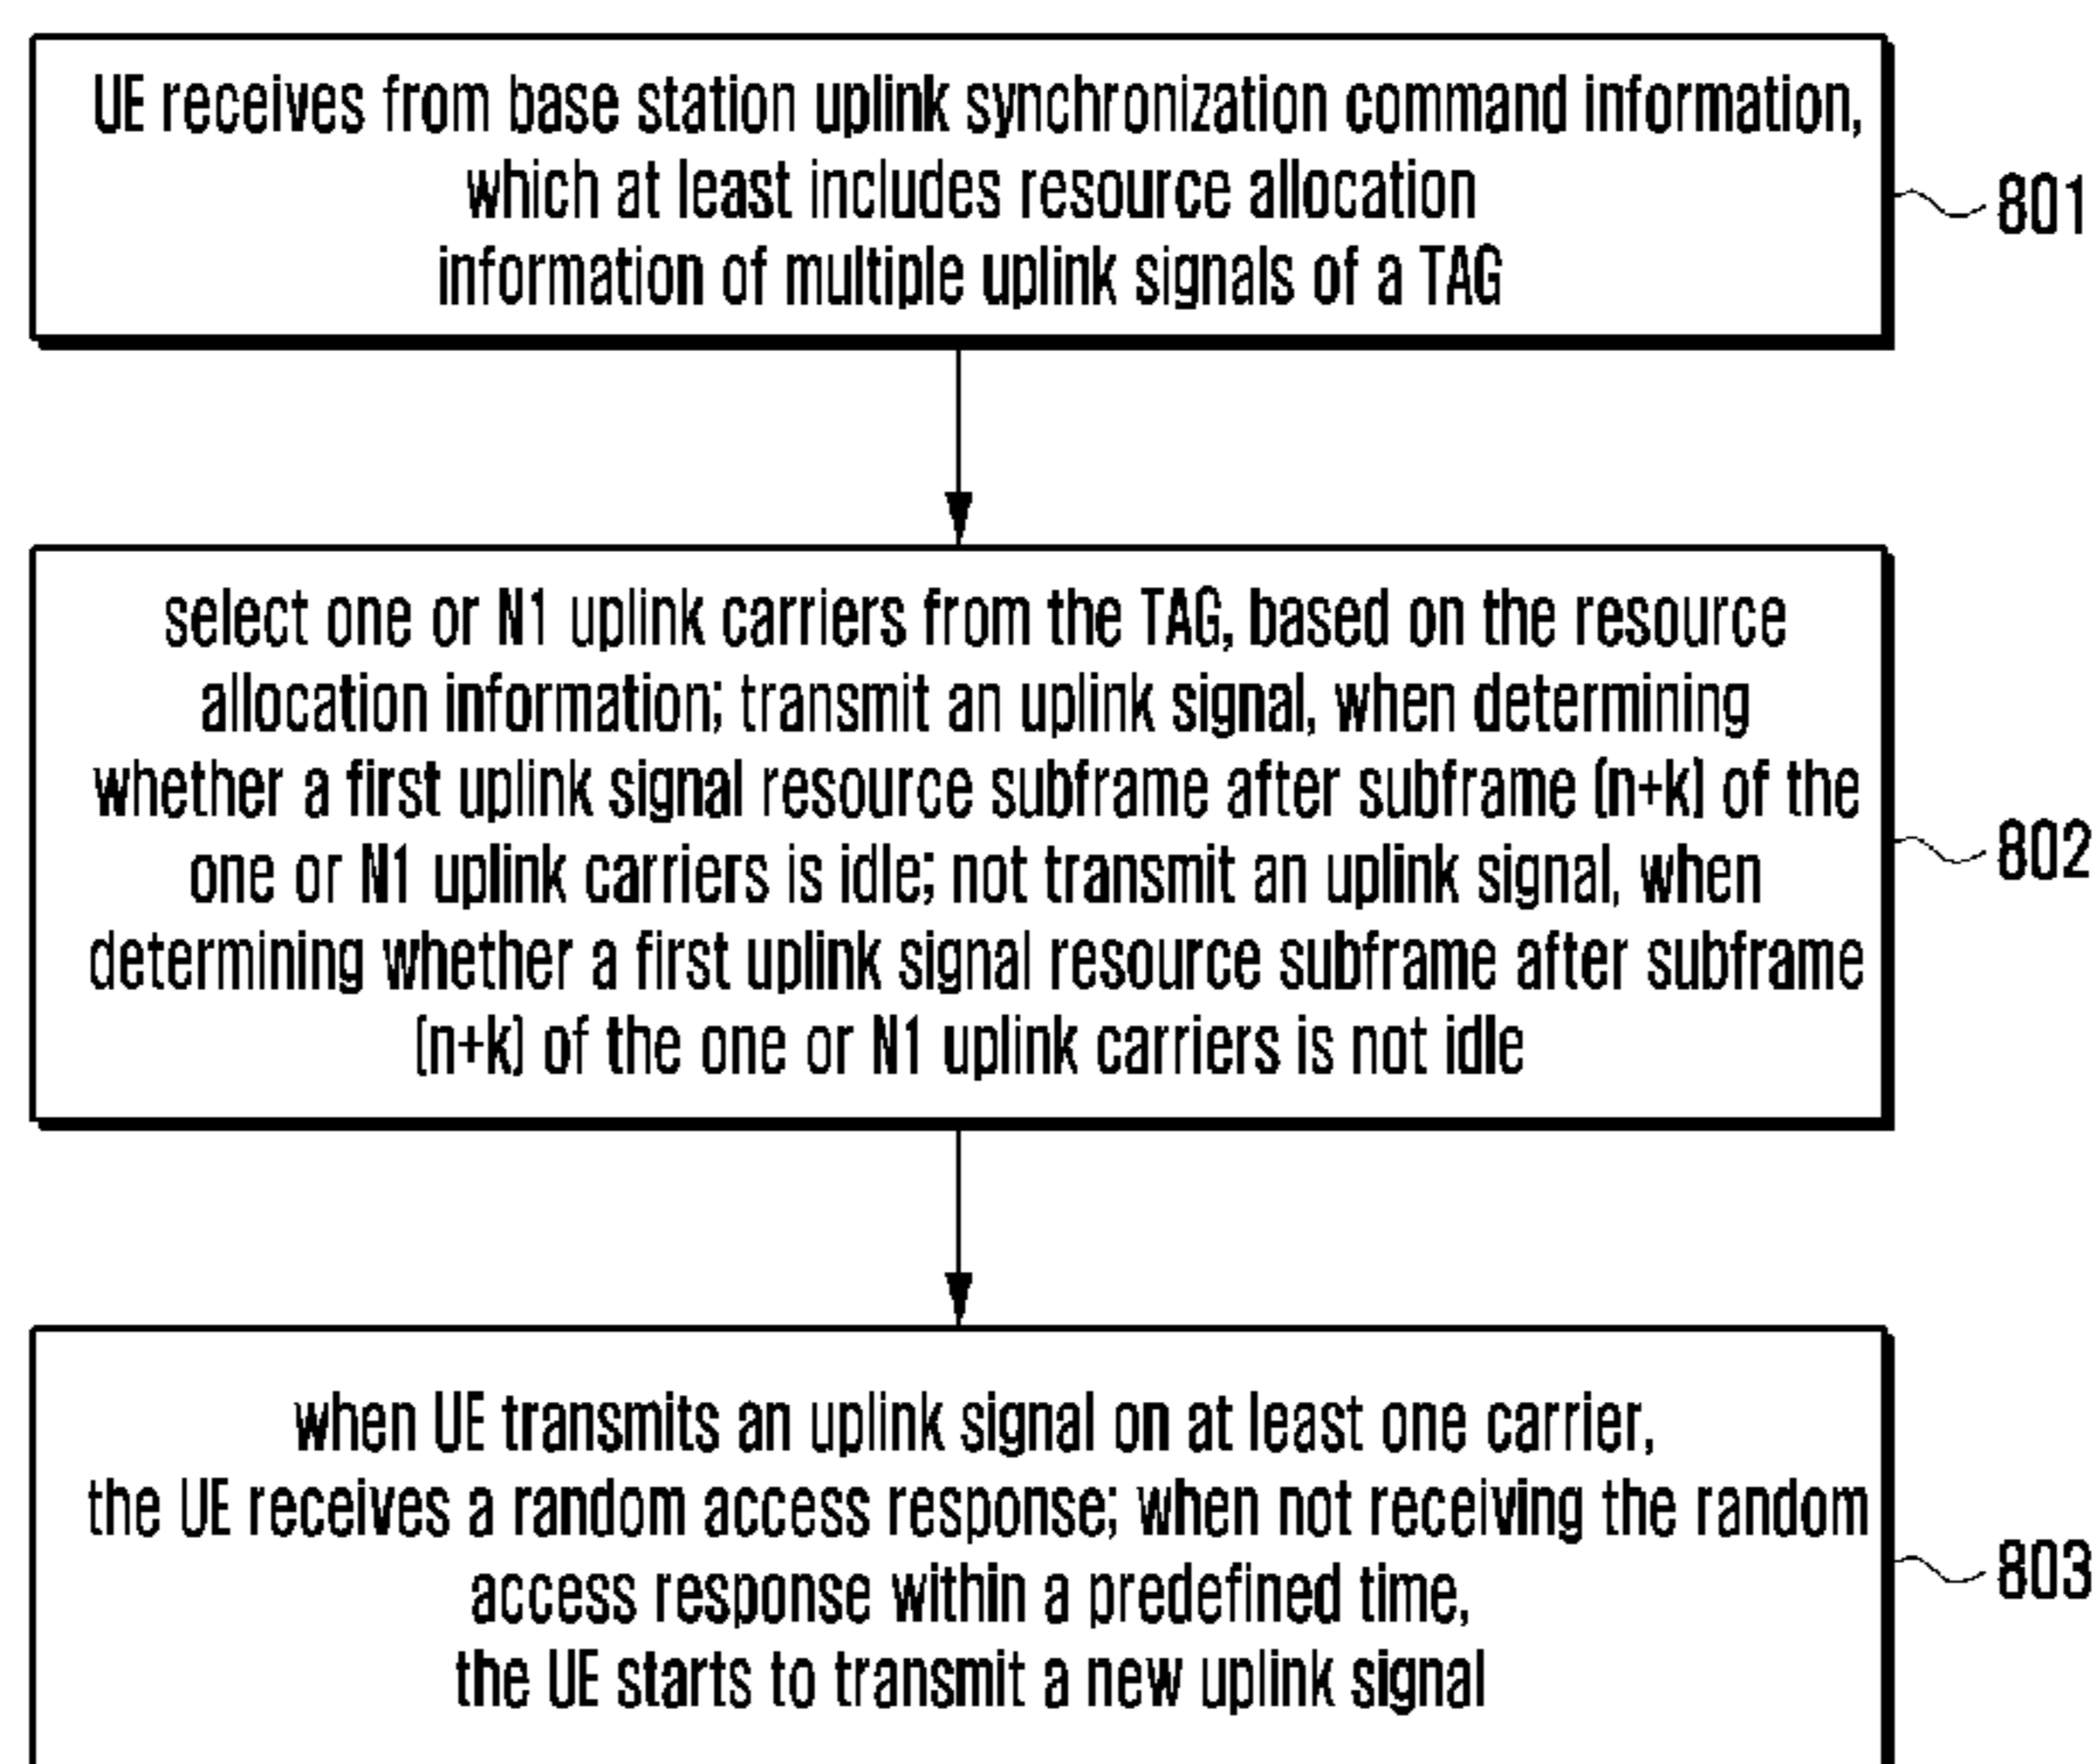 UE receives from base station uplink synchronization command information,
which at least includes resource allocation
information of multiple uplink signals of a TAG
801
select one or N1 uplink carriers from the TAG, based on the resource
allocation information; transmit an uplink signal, when determining
whether a first uplink signal resource subframe after subframe (n+k) of the
one or N1 uplink carriers is idle; not transmit an uplink signal, when
determining whether a first uplink signal resource subframe after subframe
(n+k) of the one or N1 uplink carriers is not idle
802
when UE transmits an uplink signal on at least one carrier,
the UE receives a random access response; when not receiving the random
access response within a predefined time,
the UE starts to transmit a new uplink signal
803